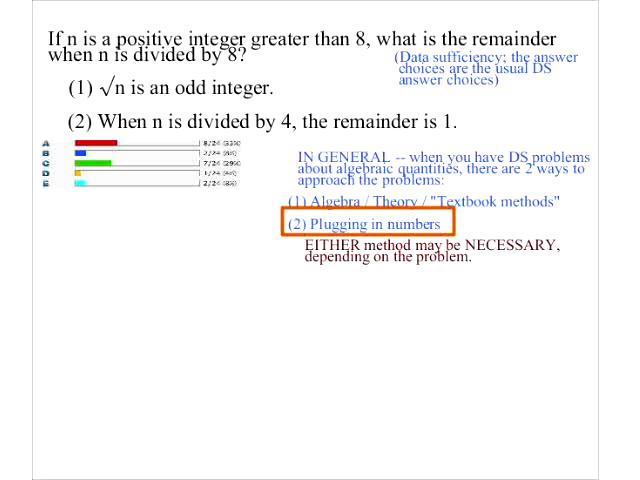 If n is a positive integer greater than 8, what is the remainder
when n is divided by 8?
(Data sufficiency; the answer
choices are the usual DS
answer choices)
(1) √n is an odd integer.
(2) When n is divided by 4, the remainder is 1.
A 8/24 (33%)
B 2/24 (8%)
C 7/24 (29%)
D 1/24 (4%)
E 2/24 (8%)
IN GENERAL -- when you have DS problems
about algebraic quantities, there are 2 ways to
approach the problems:
(1) Algebra / Theory / "Textbook methods"
(2) Plugging in numbers
EITHER method may be NECESSARY,
depending on the problem.